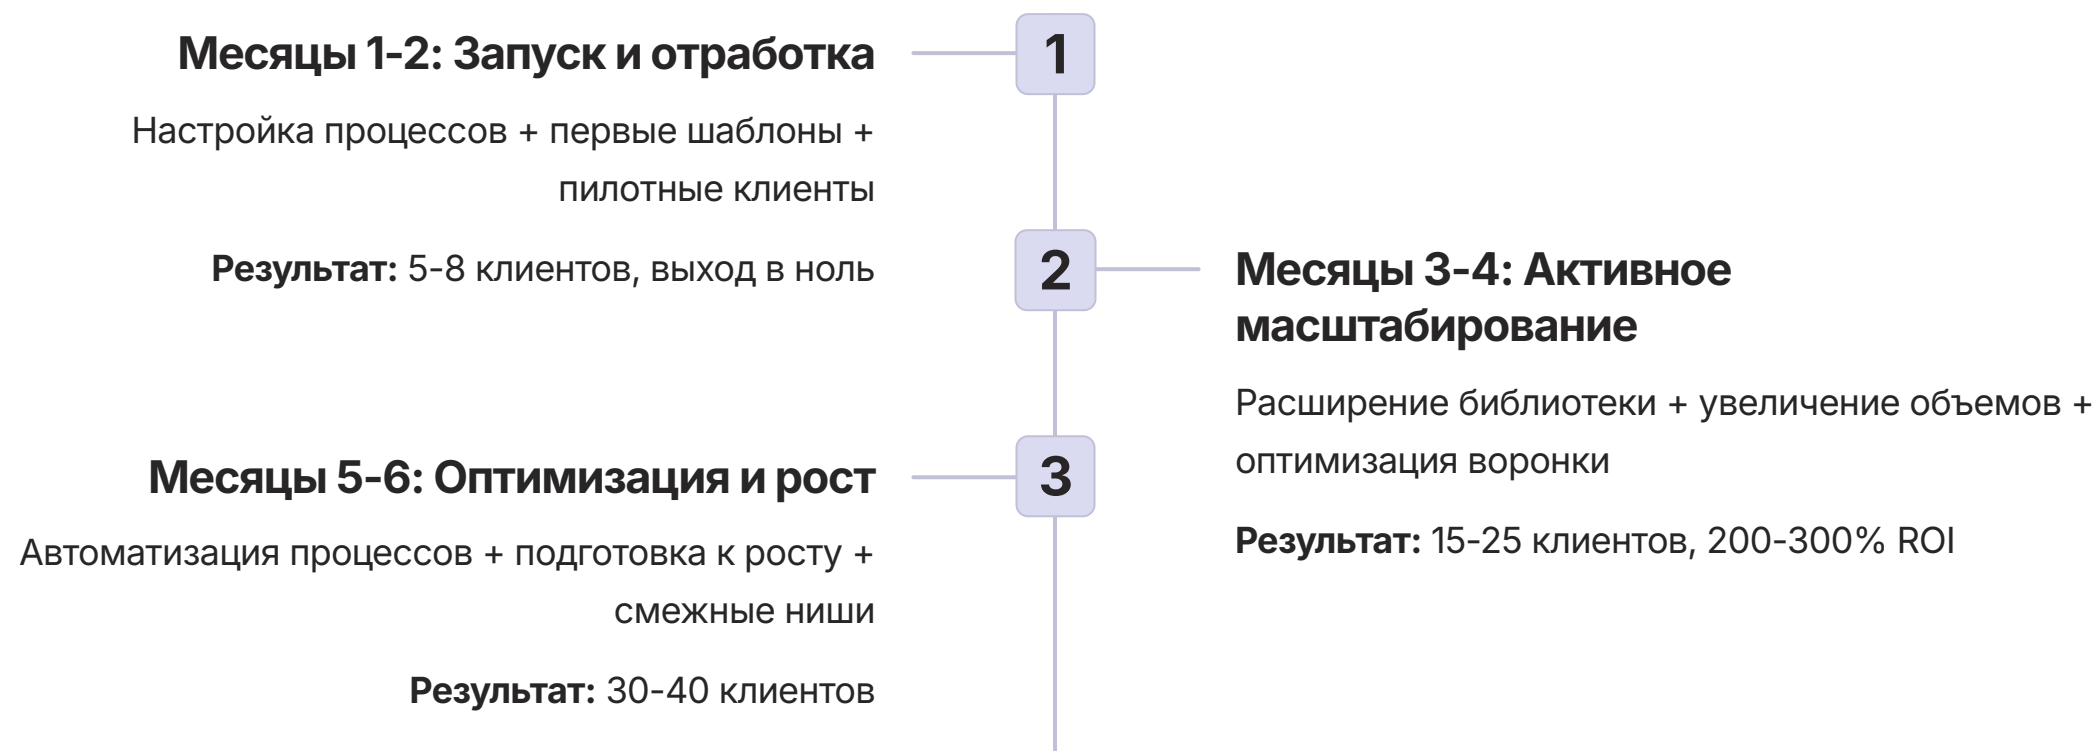 1
Месяцы 1-2: Запуск и отработка
Настройка процессов + первые шаблоны +
пилотные клиенты
Результат: 5-8 клиентов, выход в ноль
2
Месяцы 3-4: Активное
масштабирование
Расширение библиотеки + увеличение объемов +
оптимизация воронки
Результат: 15-25 клиентов, 200-300% ROI
3
Месяцы 5-6: Оптимизация и рост
Автоматизация процессов + подготовка к росту +
смежные ниши
Результат: 30-40 клиентов